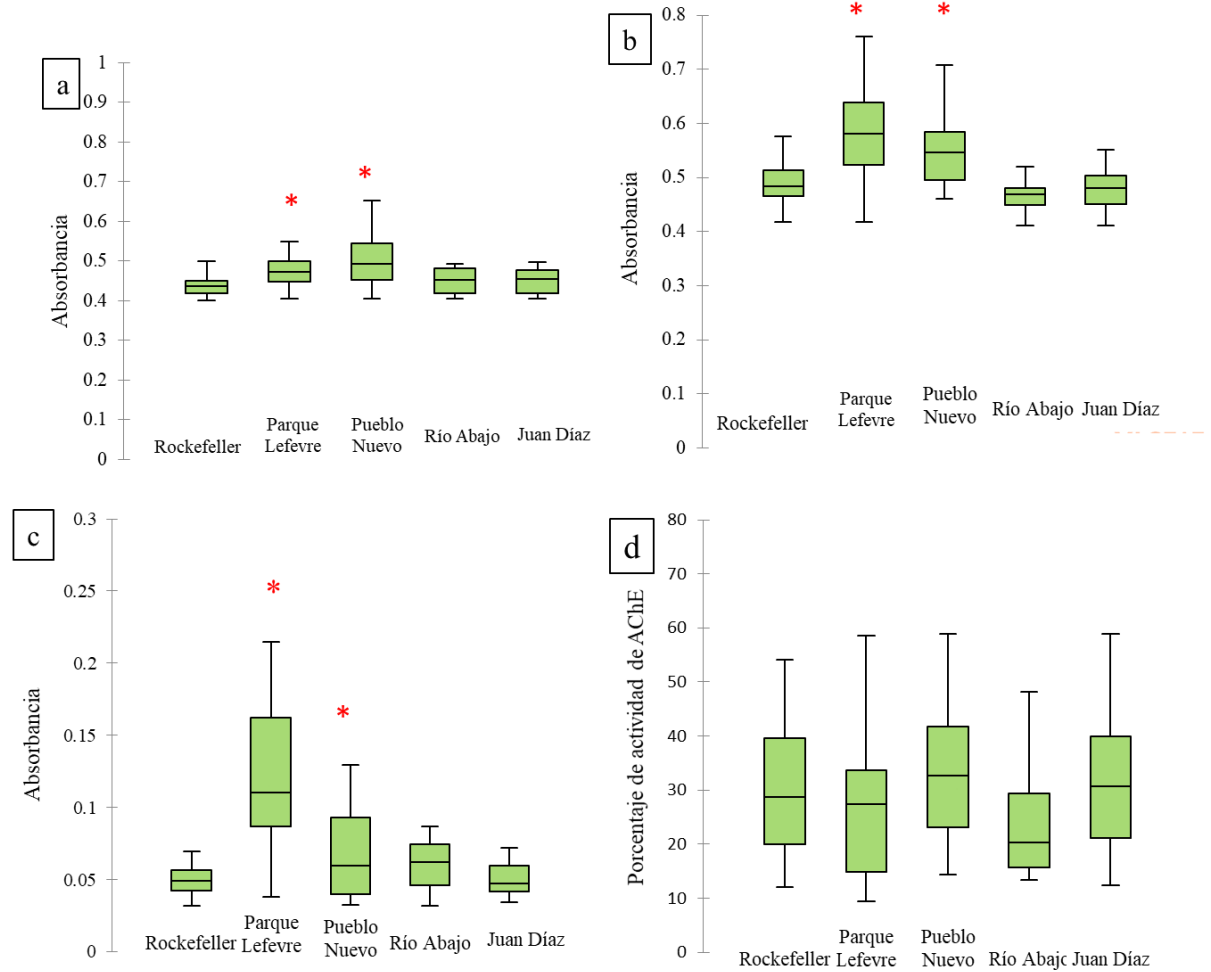 a
Absorbancia
1
0.9
0.8
0.7
0.6
0.5
0.4
0.3
0.2
0.1
0
*
*
Rockefeller
Parque
Lefevre
Pueblo
Nuevo
Río Abajo
Juan Díaz
b
Absorbancia
0.8
0.7
0.6
0.5
0.4
0.3
0.2
0.1
0
*
*
Rockefeller
Parque
Lefevre
Pueblo
Nuevo
Río Abajo
Juan Díaz
c
Absorbancia
0.3
0.25
0.2
0.15
0.1
0.05
0
*
*
Rockefeller
Parque
Lefevre
Pueblo
Nuevo
Río Abajo
Juan Díaz
d
Porcentaje de actividad de AChE
80
70
60
50
40
30
20
10
0
Rockefeller
Parque
Lefevre
Pueblo
Nuevo
Río Abajo
Juan Díaz